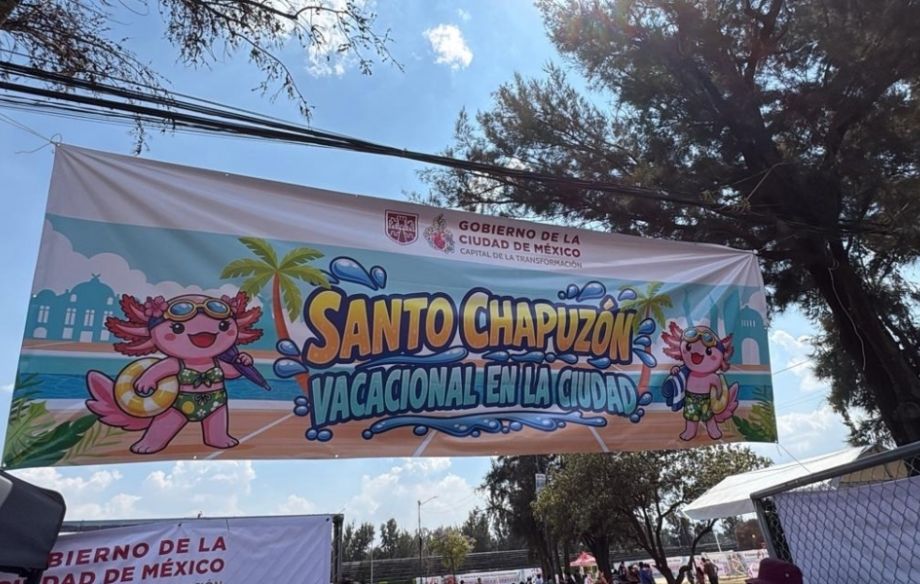 GOBIERNO DE LA
CIUDAD DE MÉXICO
CAPITAL DE LA TRANSFORMACIÓN
SANTO CHAPUZÓN
VACACIONAL EN LA CIUDAD
BIERNO DE LA
UDAD DE MÉXICO